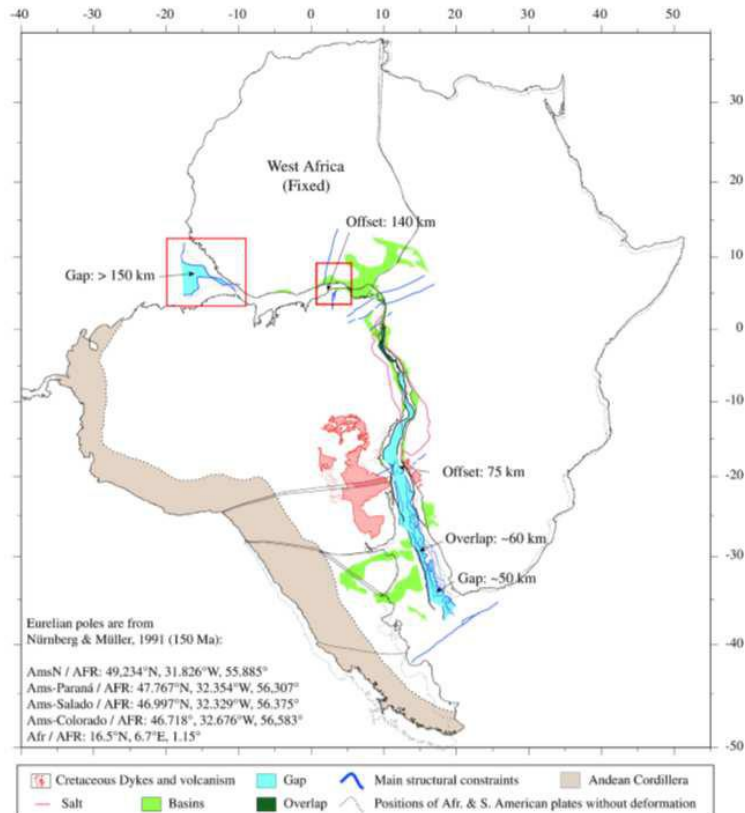 -40 -30 -20 -10 0 10 20 30 40 50
30
20
10
0
-10
-20
-30
-40
-50
West Africa
(Fixed)
Offset: 140 km
Gap: > 150 km
Offset: 75 km
Overlap: ~60 km
Gap: ~50 km
Eurelian poles are from
Nürnberg & Müller, 1991 (150 Ma):
AmsN / AFR: 49,234°N, 31.826°W, 55.885°
Ams-Paraná / AFR: 47.767°N, 32.354°W, 56,307°
Ams-Salado / AFR: 46.997°N, 32.329°W, 56.375°
Ams-Colorado / AFR: 46.718°, 32.676°W, 56,583°
Afr / AFR: 16.5°N, 6.7°E, 1.15°
Cretaceous Dykes and volcanism Gap Main structural constraints Andean Cordillera
Salt Basins Overlap Positions of Afr. & S. American plates without deformation